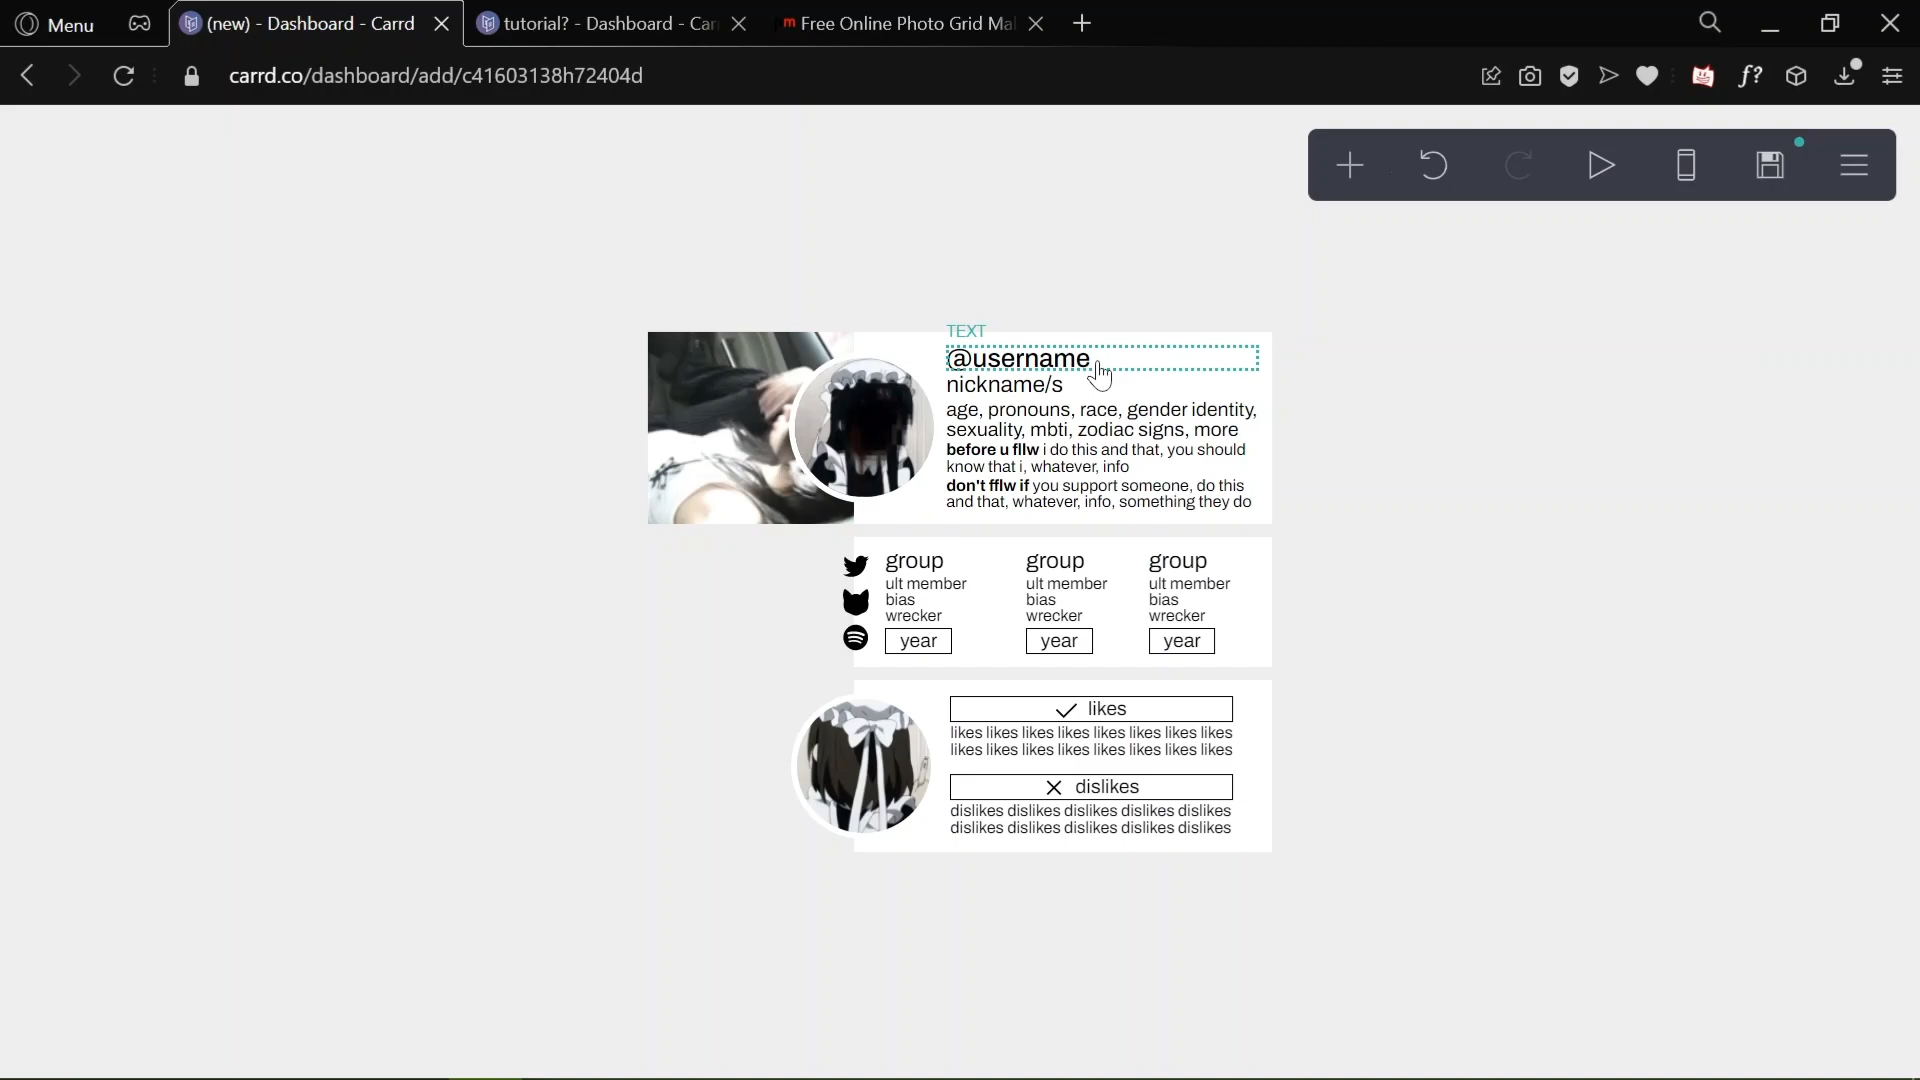 Menu
(new) - Dashboard - Carrd
tutorial? - Dashboard - Car
Free Online Photo Grid Ma
carrd.co/dashboard/add/c41603138h72404d
f?
TEXT
@username
nickname/s
age, pronouns, race, gender identity,
sexuality, mbti, zodiac signs, more
before u fllw i do this and that, you should
know that i, whatever, info
don't fflw if you support someone, do this
and that, whatever, info, something they do
group group group
ult member ult member ult member
bias bias bias
wrecker wrecker wrecker
year year year
likes
likes likes likes likes likes likes likes likes
likes likes likes likes likes likes likes likes
dislikes
dislikes dislikes dislikes dislikes dislikes
dislikes dislikes dislikes dislikes dislikes